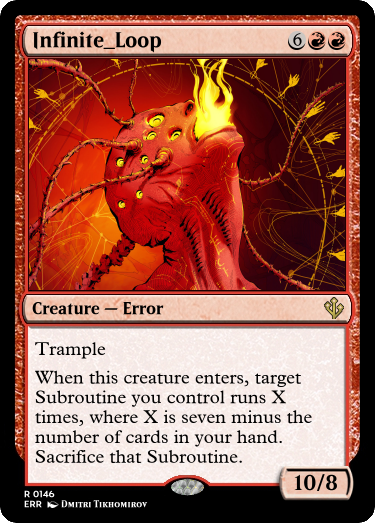 Infinite_Loop 6
Creature — Error
Trample
When this creature enters, target
Subroutine you control runs X
times, where X is seven minus the
number of cards in your hand.
Sacrifice that Subroutine.
10/8
R 0146
ERR Dmitri Tikhomirov